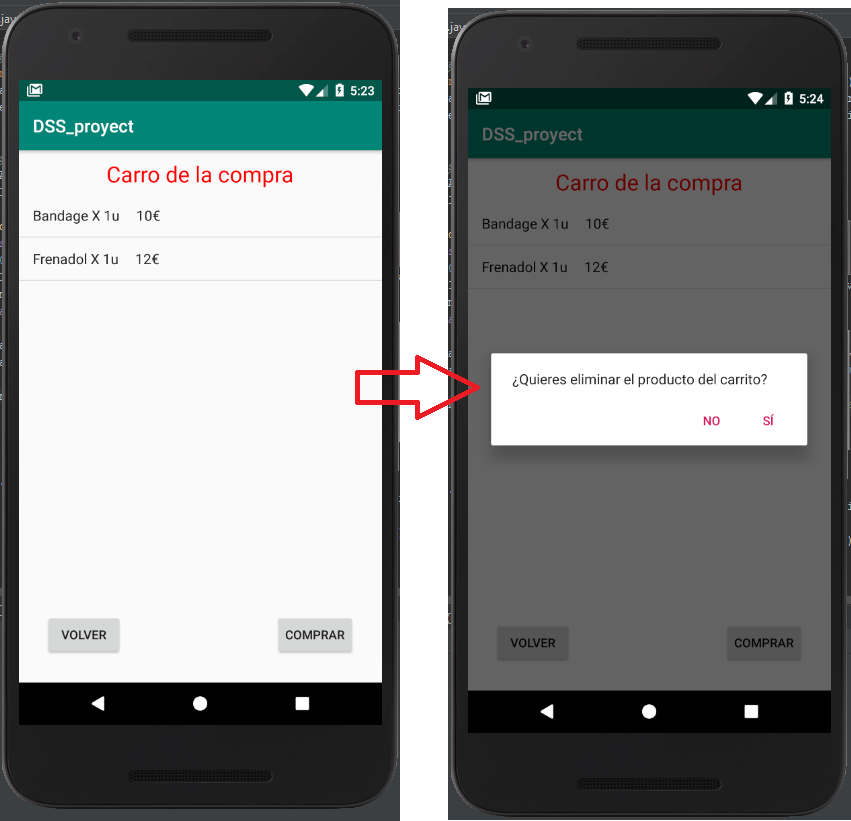 .jav
5:23
DSS_proyect
Carro de la compra
Bandage X 1u 10€
Frenadol X 1u 12€
VOLVER
COMPRAR
.jav
5:24
DSS_proyect
Carro de la compra
Bandage X 1u 10€
Frenadol X 1u 12€
¿Quieres eliminar el producto del carrito?
NO SÍ
VOLVER
COMPRAR